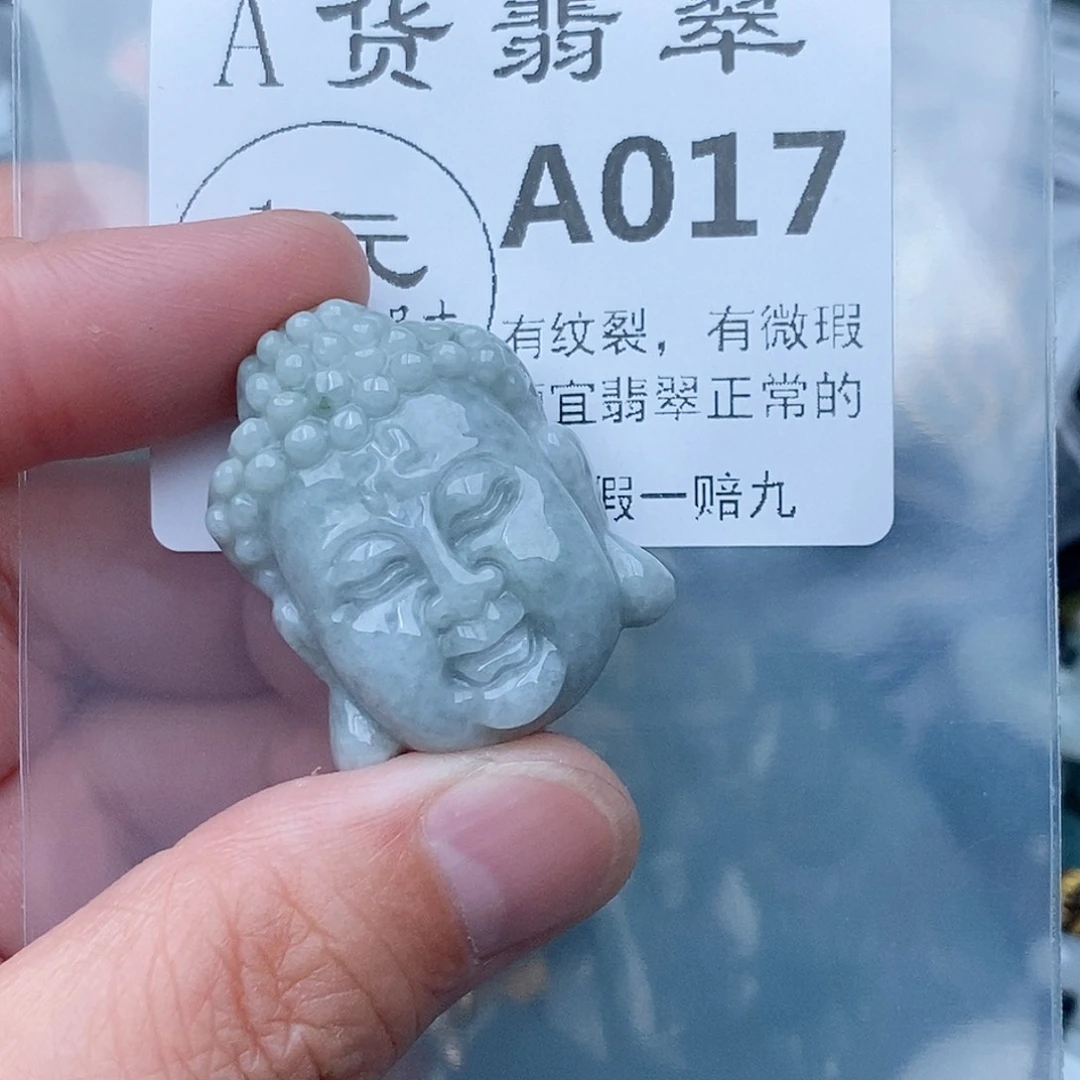 A货翡翠
A017
元
有纹裂，有微瑕
宜翡翠正常的
假一赔九